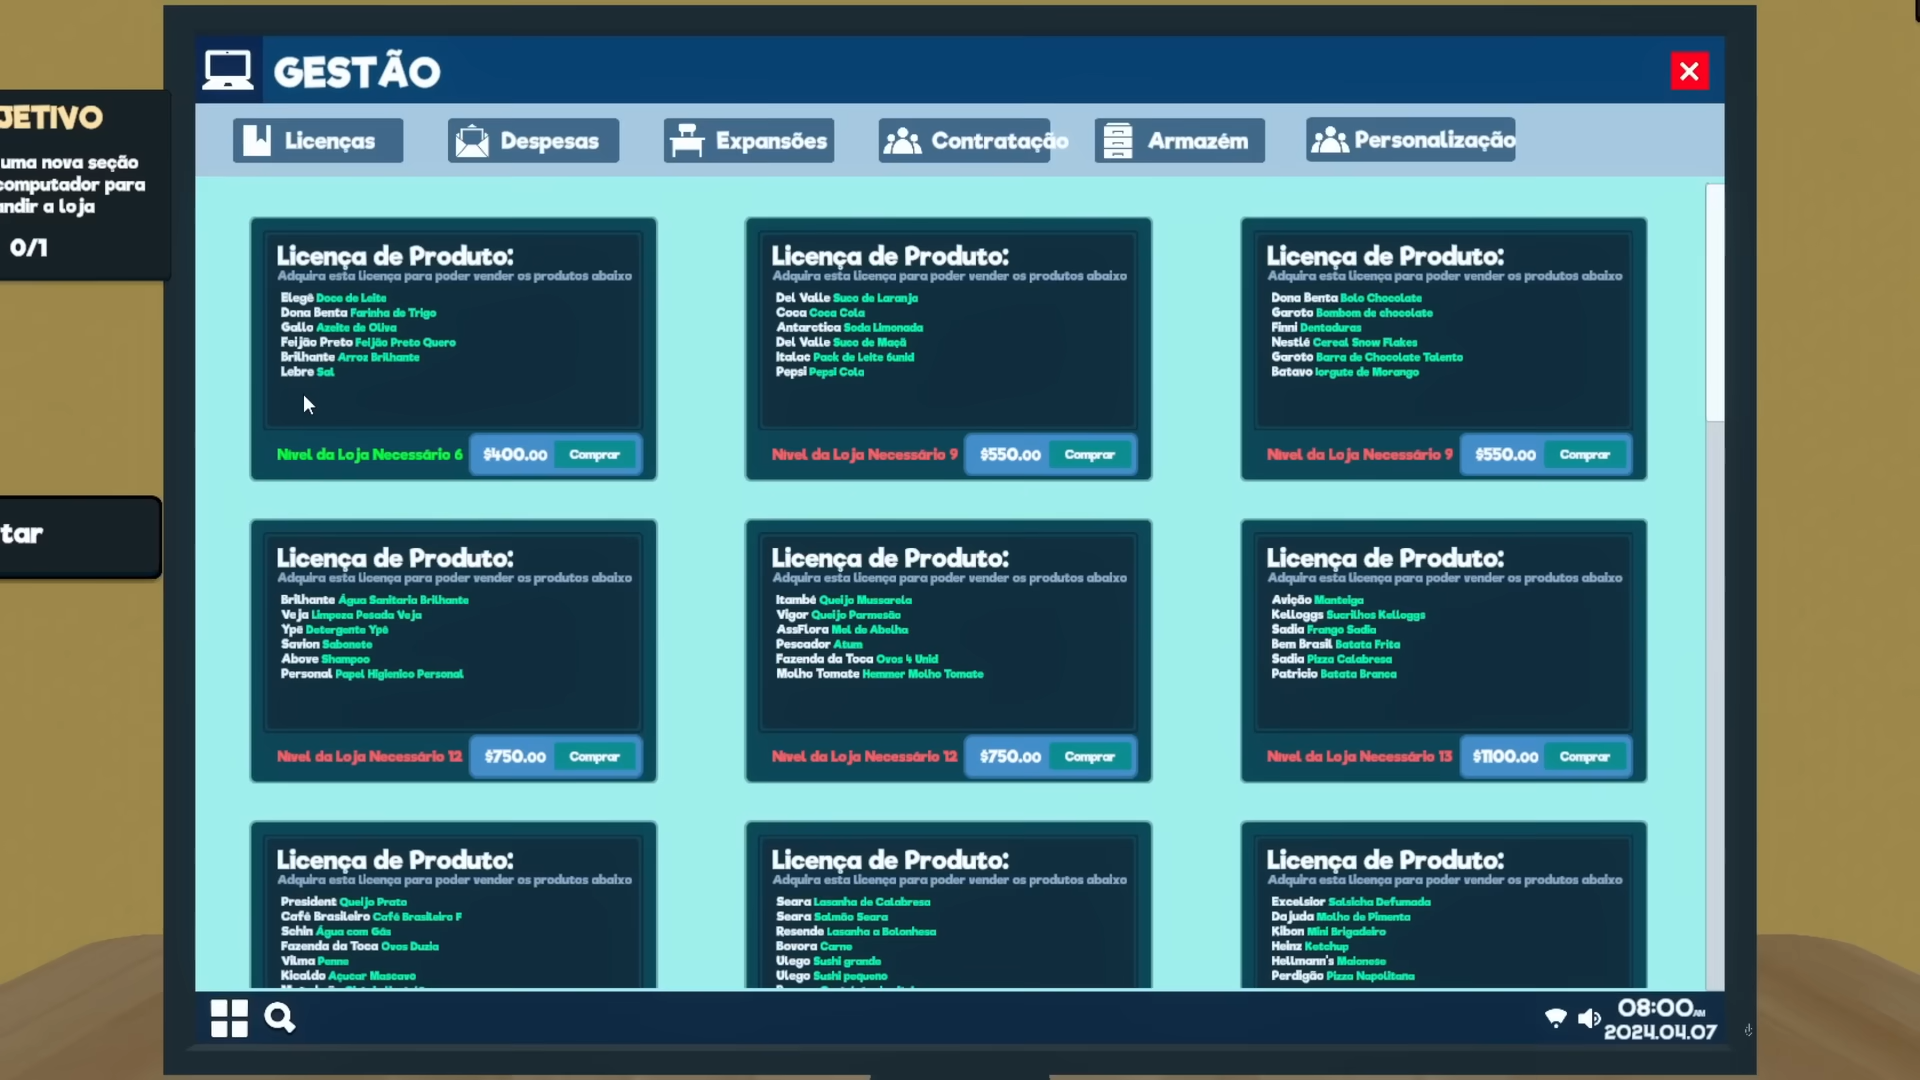 GESTÃO
JETIVO
uma nova seção
computador para
andir a loja
0/1
tar
Licenças
Despesas
Expansões
Contratação
Armazém
Personalização
Licença de Produto:
Adquira esta licença para poder vender os produtos abaixo
Elegê Doce de Leite
Dona Benta Farinha de Trigo
Gallo Azeite de Oliva
Feijão Preto Feijão Preto Quero
Brilhante Arroz Brilhante
Lebre Sal
Nivel da Loja Necessário 6
$400.00
Comprar
Licença de Produto:
Adquira esta licença para poder vender os produtos abaixo
Del Valle Suco de Laranja
Coca Coca Cola
Antarctica Soda Limonada
Del Valle Suco de Maçã
Italac Pack de Leite 6unid
Pepsi Pepsi Cola
Nivel da Loja Necessário 9
$550.00
Comprar
Licença de Produto:
Adquira esta licença para poder vender os produtos abaixo
Dona Benta Bolo Chocolate
Garoto Bombom de chocolate
Finni Dentaduras
Nestlé Cereal Snow Flakes
Garoto Barra de Chocolate Talento
Batavo Iorgute de Morango
Nivel da Loja Necessário 9
$550.00
Comprar
Licença de Produto:
Adquira esta licença para poder vender os produtos abaixo
Brilhante Água Sanitaria Brilhante
Veja Limpeza Pesada Veja
Ypê Detergente Ypê
Savion Sabonete
Above Shampoo
Personal Papel Higienico Personal
Nivel da Loja Necessário 12
$750.00
Comprar
Licença de Produto:
Adquira esta licença para poder vender os produtos abaixo
Itambé Queijo Mussarela
Vigor Queijo Parmesão
AssFlora Mel de Abelha
Pescador Atum
Fazenda da Toca Ovos 4 Unid
Molho Tomate Hemmer Molho Tomate
Nivel da Loja Necessário 12
$750.00
Comprar
Licença de Produto:
Adquira esta licença para poder vender os produtos abaixo
Avição Manteiga
Kelloggs Sucrilhos Kelloggs
Sadia Frango Sadia
Bem Brasil Batata Frita
Sadia Pizza Calabresa
Patricio Batata Branca
Nivel da Loja Necessário 13
$1100.00
Comprar
Licença de Produto:
Adquira esta licença para poder vender os produtos abaixo
President Queijo Prato
Café Brasileiro Café Brasileiro F
Schin Água com Gás
Fazenda da Toca Ovos Duzia
Vilma Penne
Kicaldo Açucar Mascavo
Licença de Produto:
Adquira esta licença para poder vender os produtos abaixo
Seara Lasanha de Calabresa
Seara Salmão Seara
Resende Lasanha a Bolonhesa
Bovora Carne
Ulego Sushi grande
Ulego Sushi pequeno
Licença de Produto:
Adquira esta licença para poder vender os produtos abaixo
Excelsior Salsicha Defumada
Dajuda Molho de Pimenta
Kibon Mini Brigadeiro
Heinz Ketchup
Hellmann's Maionese
Perdigão Pizza Napolitana
08:00AM
2024.04.07